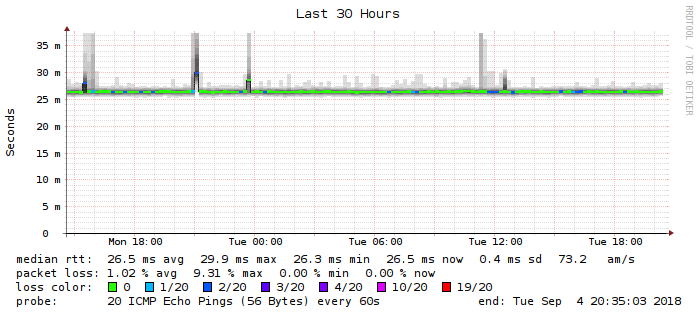 Last 30 Hours
RRDTOOL / TOBI OETIKER
Seconds
35 m
30 m
25 m
20 m
15 m
10 m
5 m
0
Mon 18:00 Tue 00:00 Tue 06:00 Tue 12:00 Tue 18:00
median rtt: 26.5 ms avg 29.9 ms max 26.3 ms min 26.5 ms now 0.4 ms sd 73.2 am/s
packet loss: 1.02 % avg 9.31 % max 0.00 % min 0.00 % now
loss color: 0 1/20 2/20 3/20 4/20 10/20 19/20
probe: 20 ICMP Echo Pings (56 Bytes) every 60s end: Tue Sep 4 20:35:03 2018